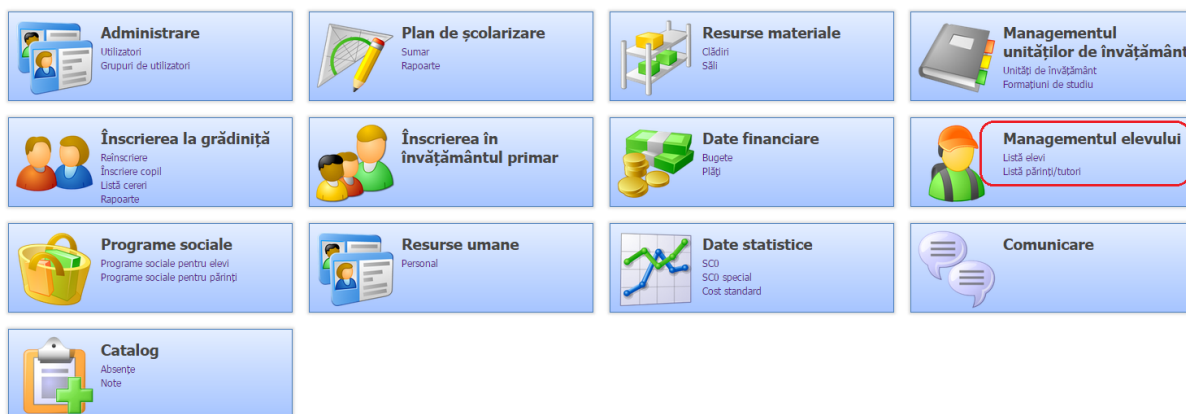 Administrare
Utilizatori
Grupuri de utilizatori
Plan de școlarizare
Sumar
Rapoarte
Resurse materiale
Clădiri
Săli
Managementul
unităților de învățământ
Unități de învățământ
Formațiuni de studiu
Înscrierea la grădiniță
Reînscriere
Înscriere copil
Listă cereri
Rapoarte
Înscrierea în
învățământul primar
Date financiare
Bugete
Plăți
Managementul elevului
Listă elevi
Listă părinți/tutori
Programe sociale
Programe sociale pentru elevi
Programe sociale pentru părinți
Resurse umane
Personal
Date statistice
SC0
SC0 special
Cost standard
Comunicare
Catalog
Absențe
Note